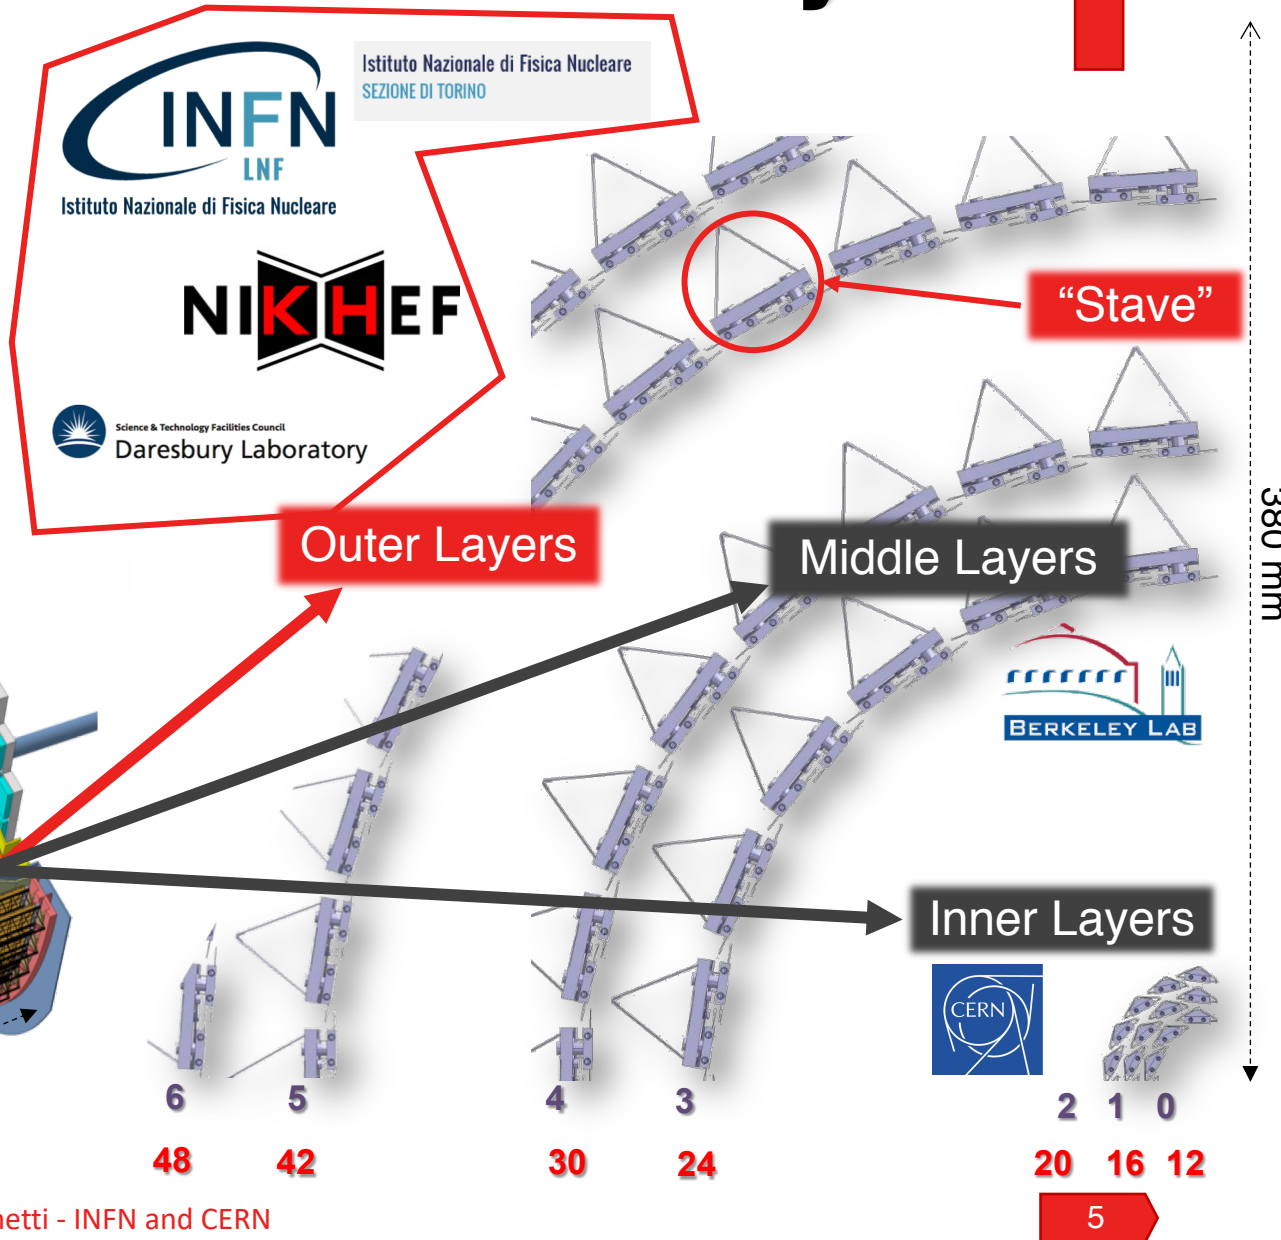 INFN
LNF
Istituto Nazionale di Fisica Nucleare
Istituto Nazionale di Fisica Nucleare
SEZIONE DI TORINO
NIKHEF
Science & Technology Facilities Council
Daresbury Laboratory
“Stave”
Outer Layers
Middle Layers
380 mm
BERKELEY LAB
Inner Layers
CERN
6 5 4 3 2 1 0
48 42 30 24 20 16 12
- INFN and CERN
5